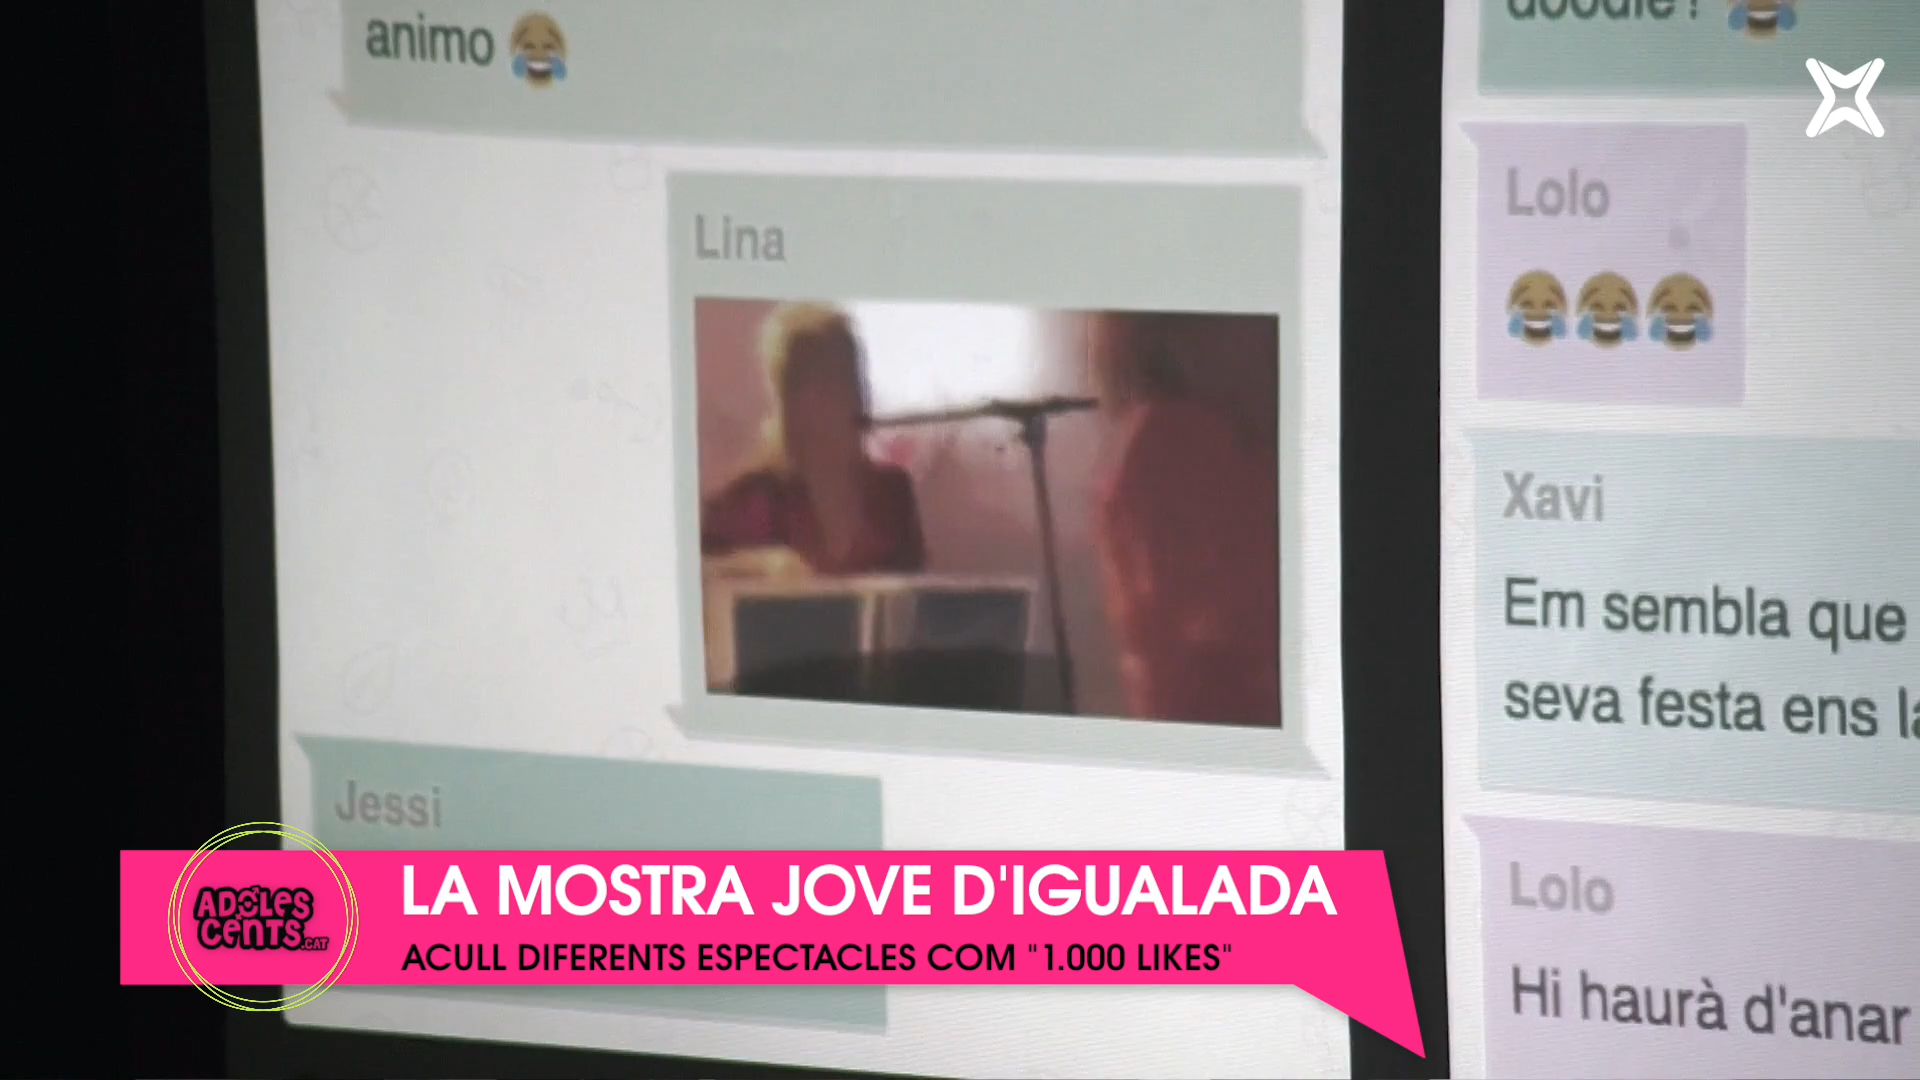 animo
Lina
Jessi
Lolo
Xavi
Em sembla que
seva festa ens
Lolo
Hi haurà d'anar
ADOLES
CENTS.CAT
LA MOSTRA JOVE D'IGUALADA
ACULL DIFERENTS ESPECTACLES COM "1.000 LIKES"